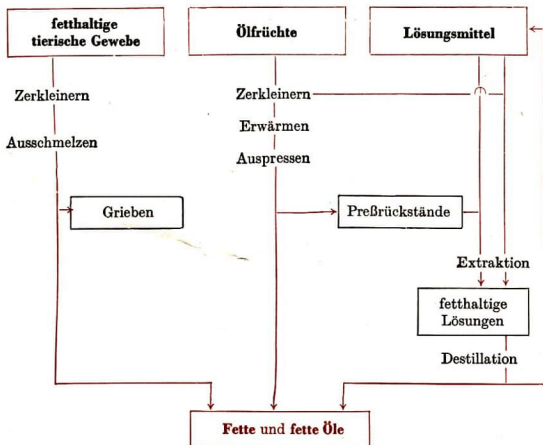 fetthaltige
tierische Gewebe
Ölfrüchte
Lösungsmittel
Zerkleinern
Zerkleinern
Erwärmen
Ausschmelzen
Auspressen
Grieben
Preßrückstände
Extraktion
fetthaltige
Lösungen
Destillation
Fette und fette Öle